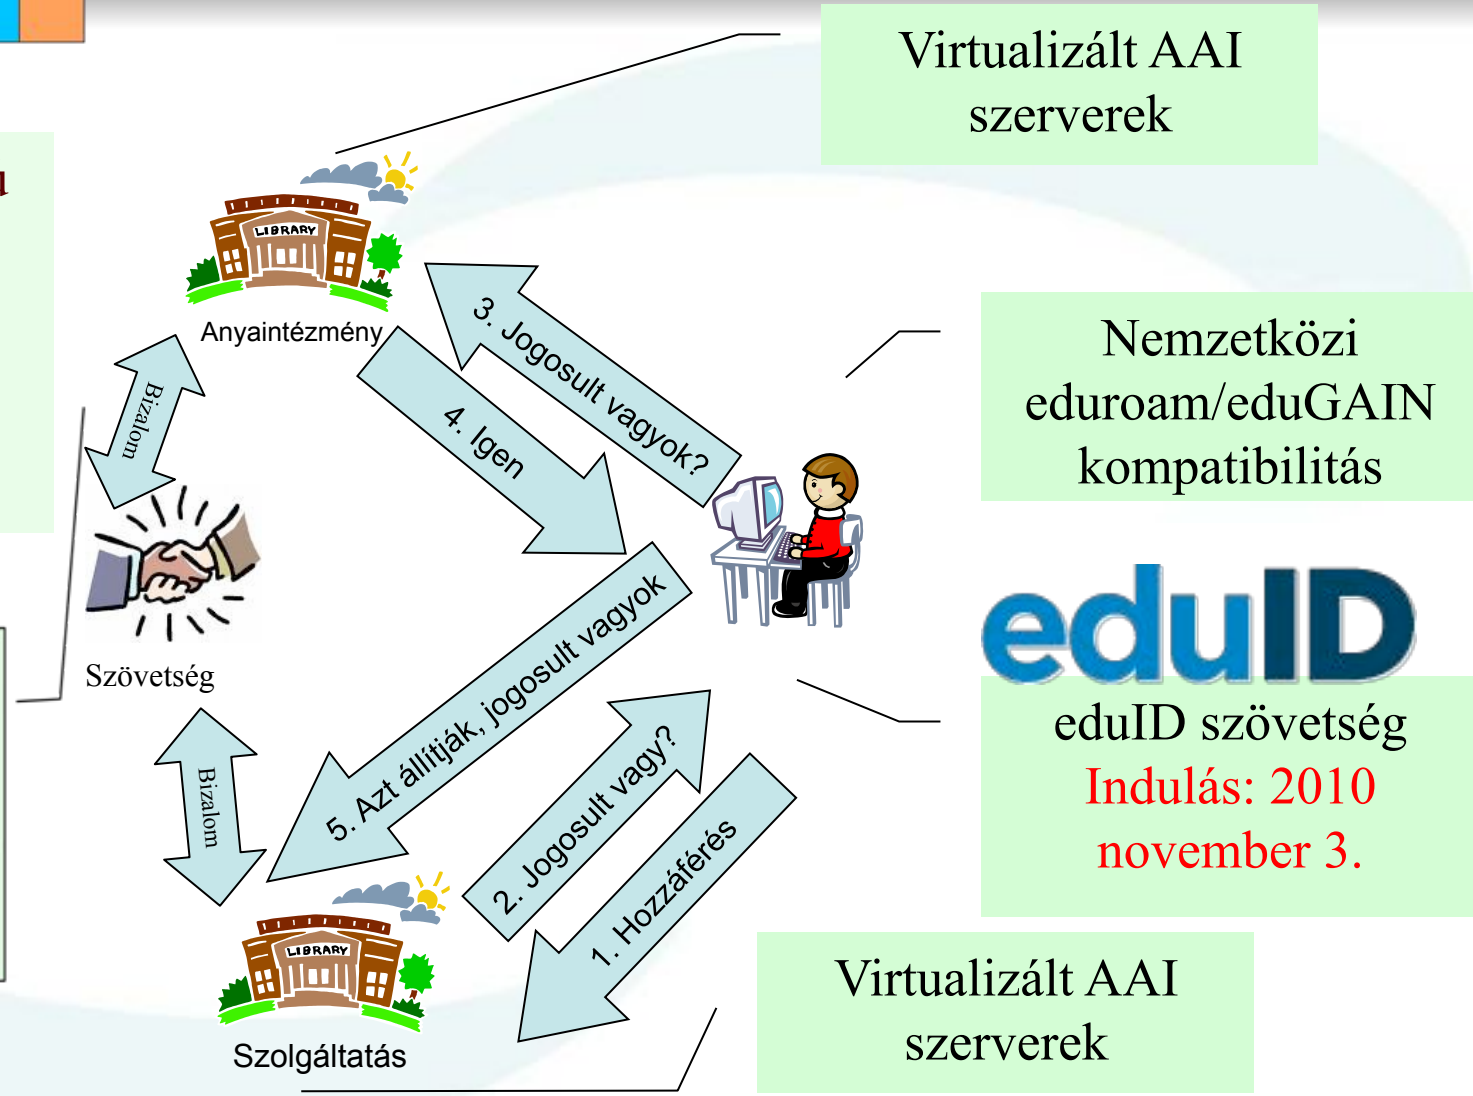 Virtualizált AAI
szerverek
LIBRARY
Anyaintézmény
3. Jogosult vagyok?
4. Igen
Bizalom
Nemzetközi
eduroam/eduGAIN
kompatibilitás
Szövetség
eduID
eduID szövetség
Indulás: 2010
november 3.
5. Azt állítják, jogosult vagyok
2. Jogosult vagy?
1. Hozzáférés
Bizalom
LIBRARY
Szolgáltatás
Virtualizált AAI
szerverek